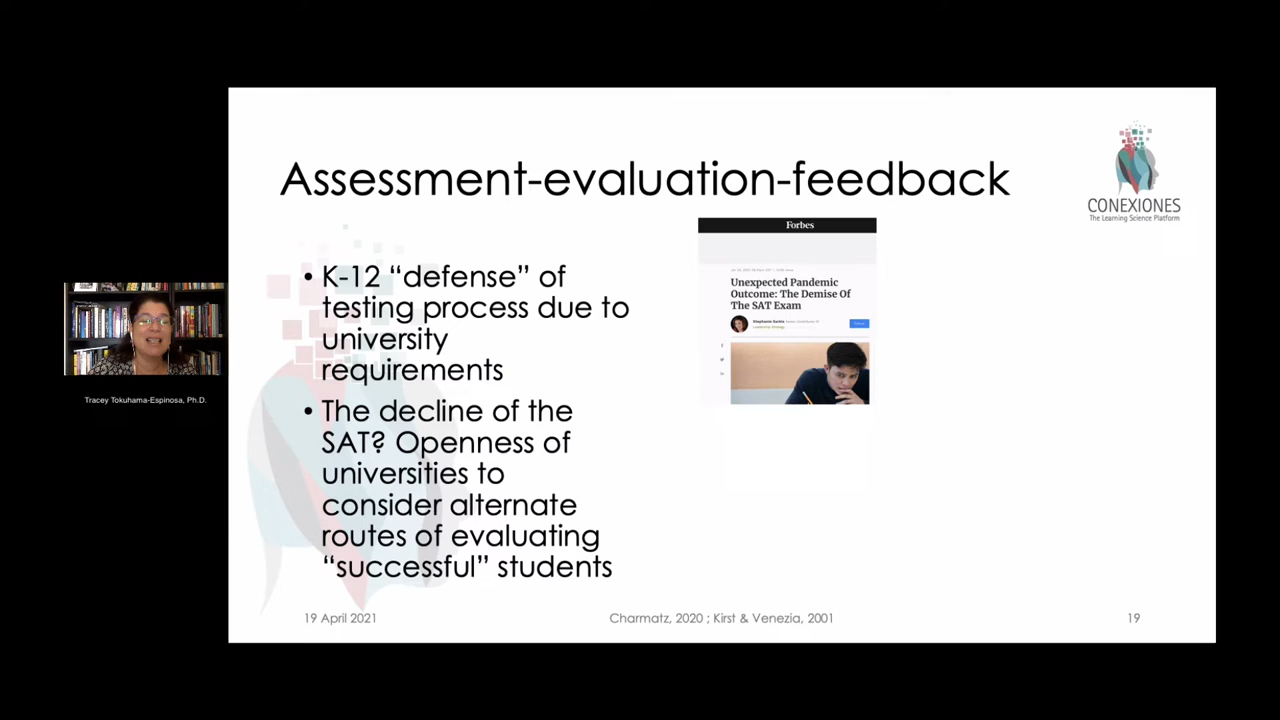 Assessment-evaluation-feedback
CONEXIONES
The Learning Science Platform
• K-12 “defense” of
testing process due to
university
requirements
• The decline of the
SAT? Openness of
universities to
consider alternate
routes of evaluating
“successful” students
Forbes
Unexpected Pandemic
Outcome: The Demise Of
The SAT Exam
Tracey Tokuhama-Espinosa, Ph.D.
19 April 2021
Charmatz, 2020 ; Kirst & Venezia, 2001
19